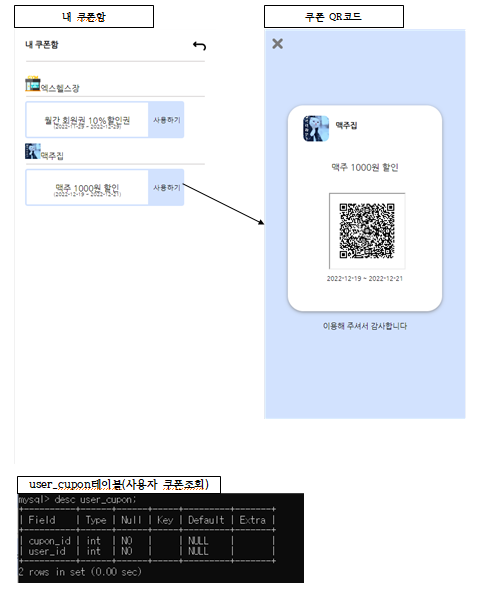 내 쿠폰함
쿠폰 QR코드
내 쿠폰함
엑스헬스장
월간 회원권 10%할인권
(2022-11-29 ~ 2022-12-29)
사용하기
맥주집
맥주 1000원 할인
(2022-12-19 ~ 2022-12-21)
사용하기
맥주집
맥주 1000원 할인
2022-12-19 ~ 2022-12-21
이용해 주셔서 감사합니다
user_cupon테이블(사용자 쿠폰조회)
mysql> desc user_cupon;
+----------+------+------+-----+---------+-------+
| Field | Type | Null | Key | Default | Extra |
+----------+------+------+-----+---------+-------+
| cupon_id | int | NO | | NULL | |
| user_id | int | NO | | NULL | |
+----------+------+------+-----+---------+-------+
2 rows in set (0.00 sec)